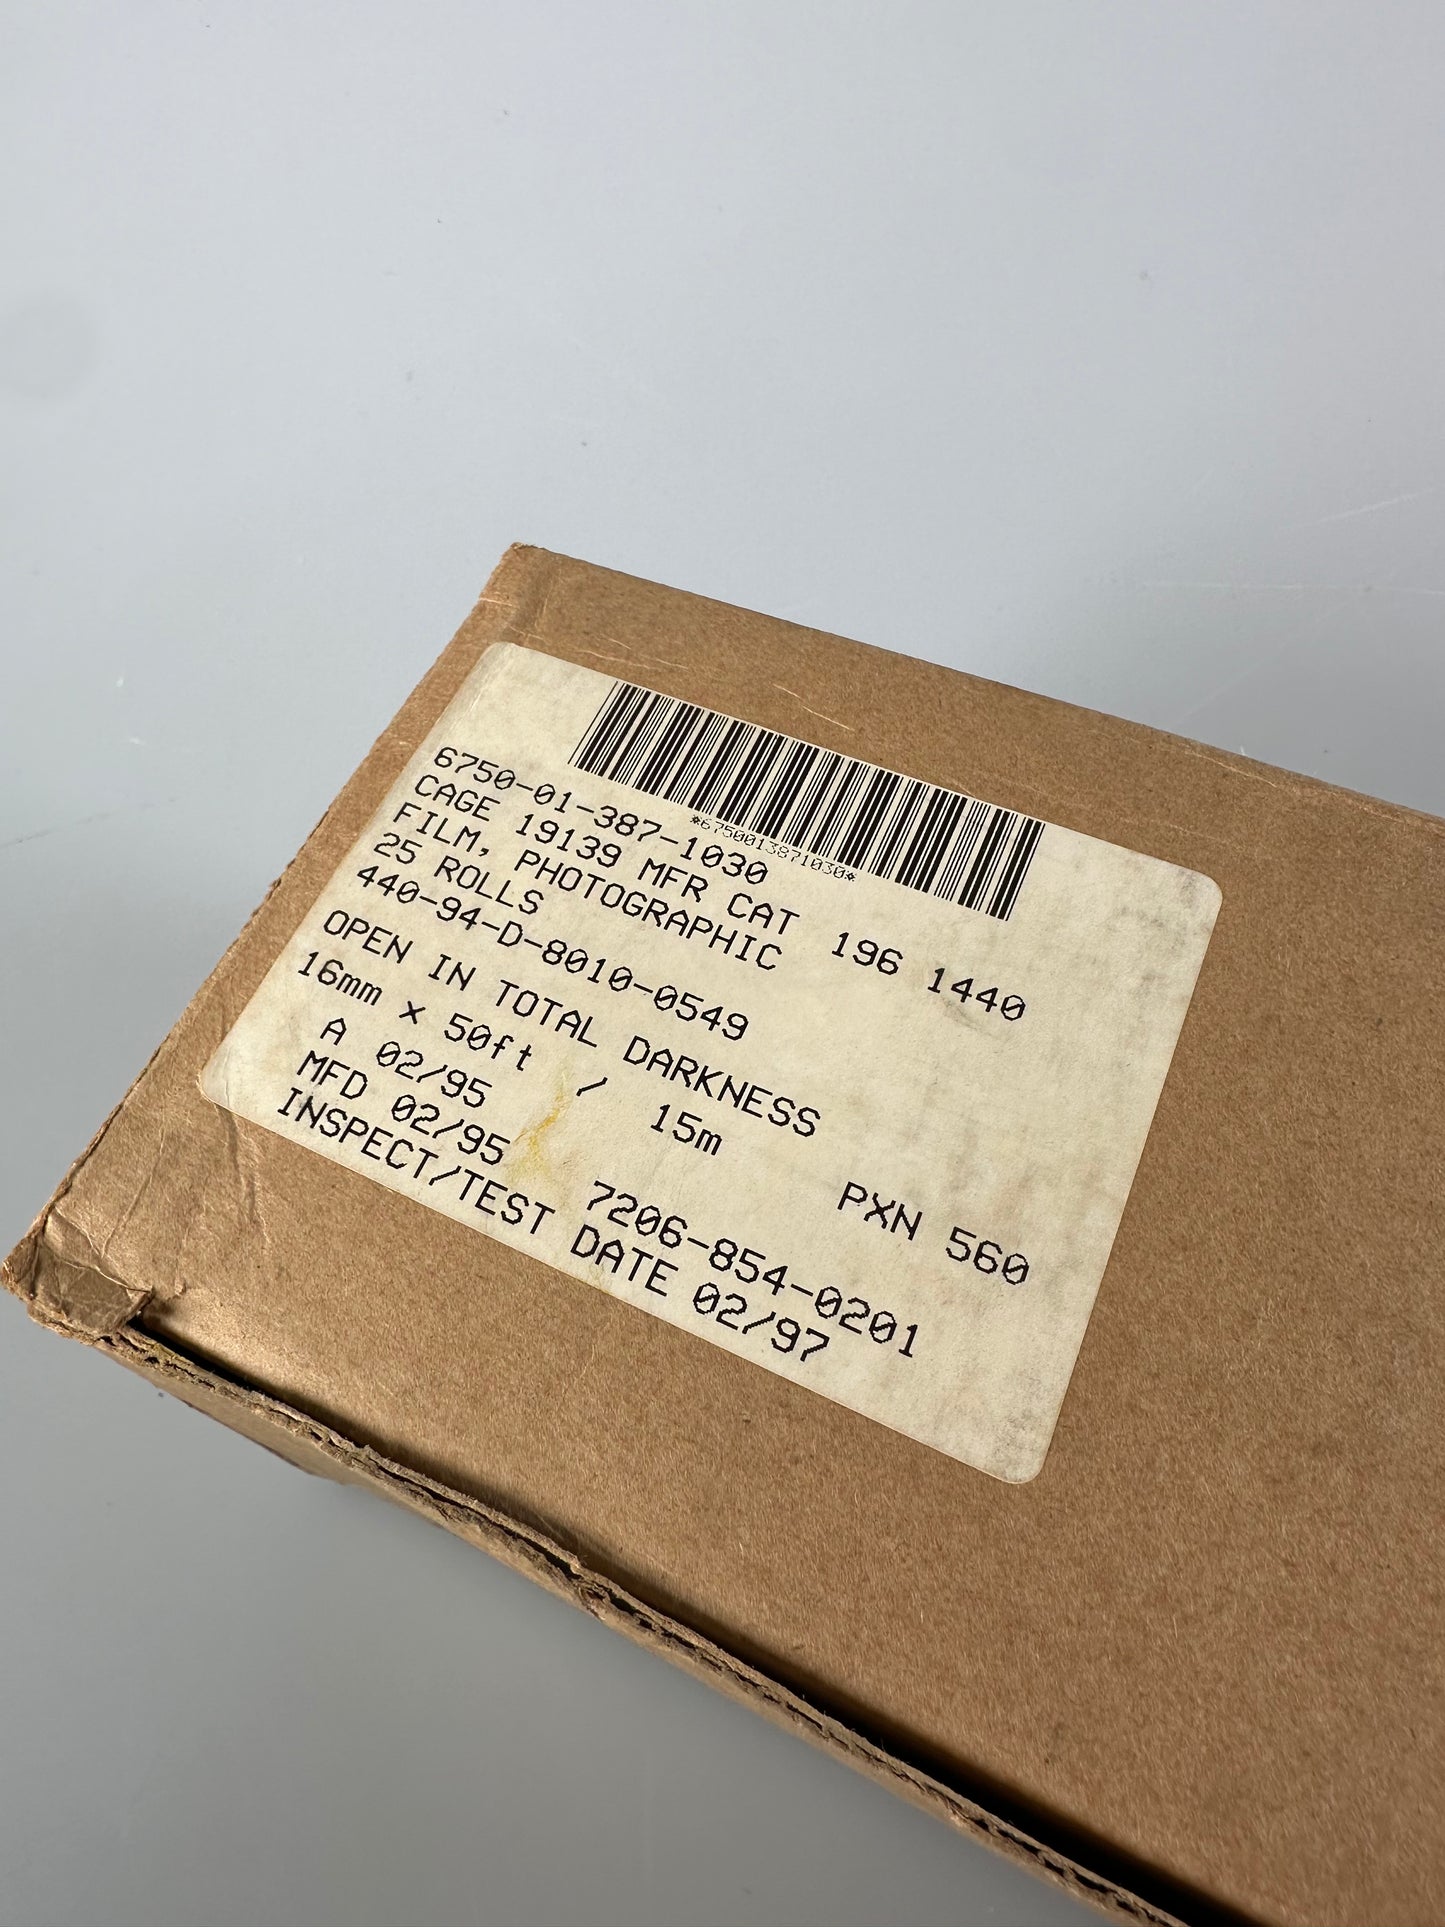 *6750013871030*
6750-01-387-1030
CAGE 19139 MFR CAT 196 1440
FILM, PHOTOGRAPHIC
25 ROLLS
440-94-D-8010-0549
OPEN IN TOTAL DARKNESS
16mm x 50ft / 15m PXN 560
A 02/95
MFD 02/95 7206-854-0201
INSPECT/TEST DATE 02/97